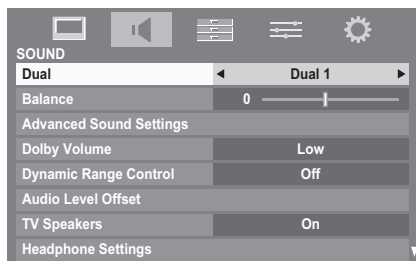 SOUND
Dual Dual 1
Balance 0
Advanced Sound Settings
Dolby Volume Low
Dynamic Range Control Off
Audio Level Offset
TV Speakers On
Headphone Settings